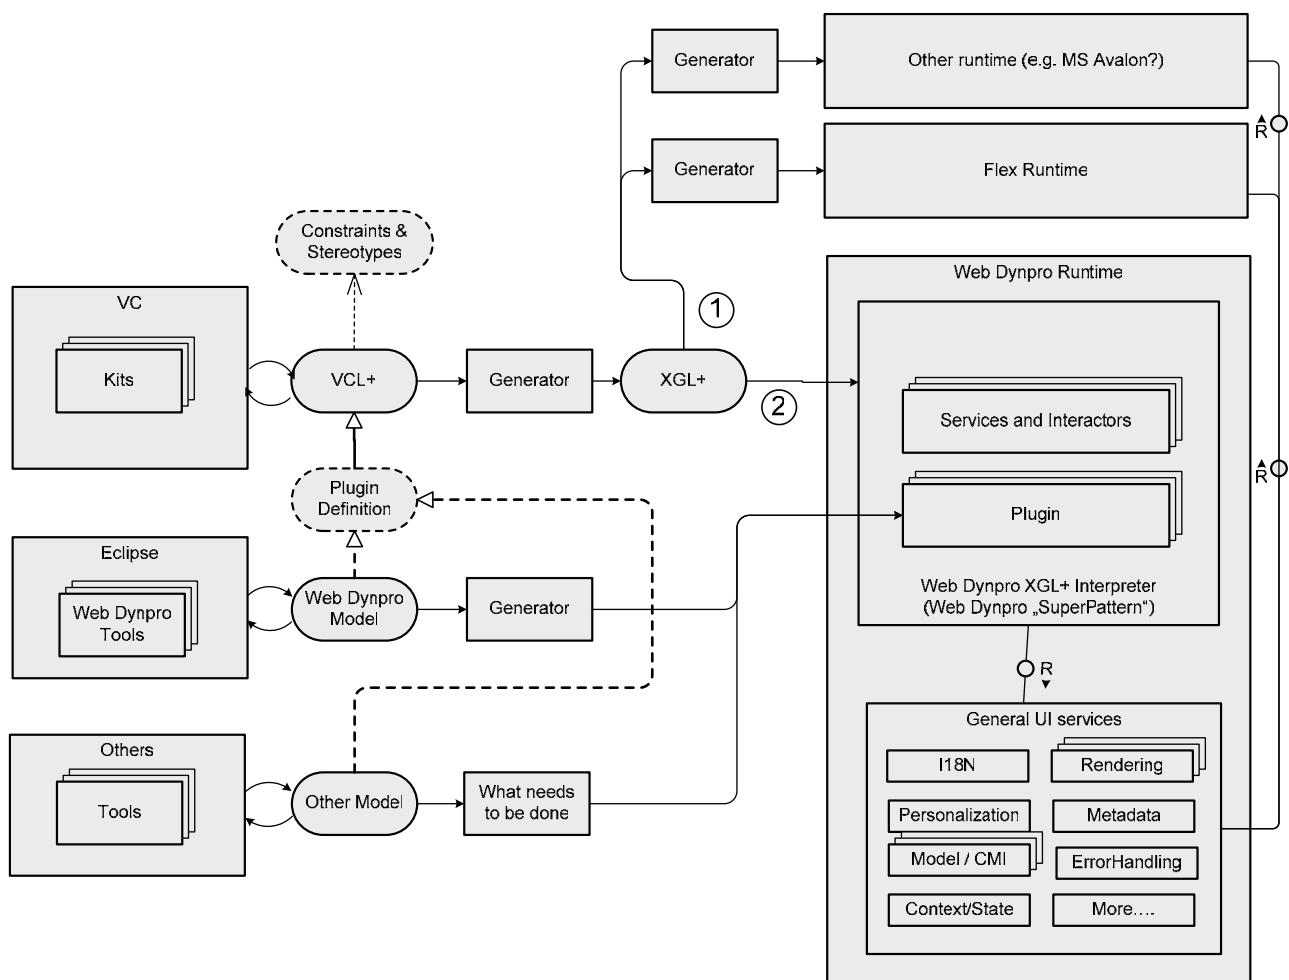 Generator
Other runtime (e.g. MS Avalon?)
R
Generator
Flex Runtime
Constraints &
Stereotypes
Web Dynpro Runtime
VC
Kits
VCL+
Generator
XGL+
1
2
Services and Interactors
R
Plugin
Definition
Plugin
Eclipse
Web Dynpro
Tools
Web Dynpro
Model
Generator
Web Dynpro XGL+ Interpreter
(Web Dynpro „SuperPattern“)
R
General UI services
Others
Tools
Other Model
What needs
to be done
I18N
Rendering
Personalization
Metadata
Model / CMI
ErrorHandling
Context/State
More....